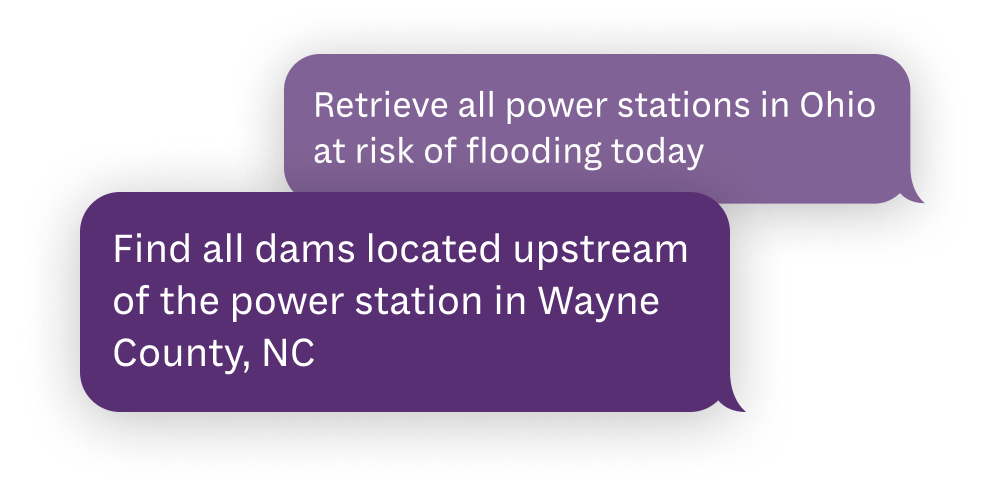 Retrieve all power stations in Ohio
at risk of flooding today
Find all dams located upstream
of the power station in Wayne
County, NC